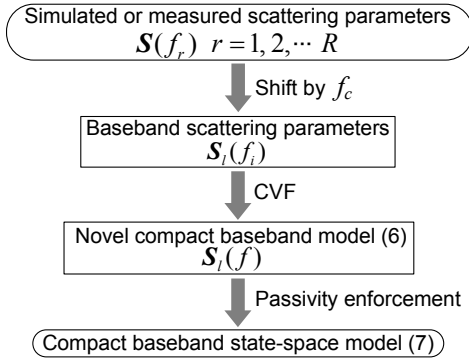 Simulated or measured scattering parameters
S(f_r) r = 1, 2, ··· R
Shift by f_c
Baseband scattering parameters
S_l(f_i)
CVF
Novel compact baseband model (6)
S_l(f)
Passivity enforcement
Compact baseband state-space model (7)